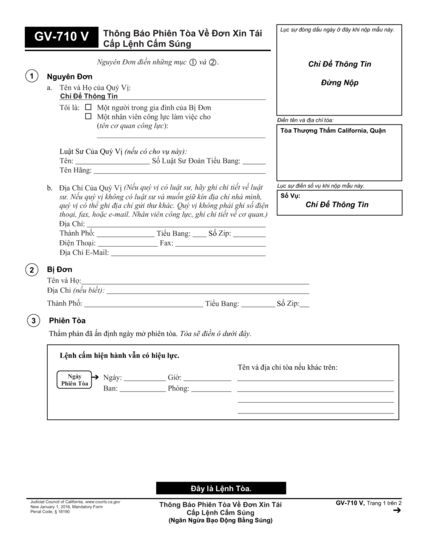 GV-710 V
Thông Báo Phiên Tòa Về Đơn Xin Tái
Cấp Lệnh Cấm Súng
Lục sự đóng dấu ngày ở đây khi nộp mẫu này.
Chỉ Để Thông Tin
Đừng Nộp
Nguyên Đơn điền những mục ① và ②.
1 Nguyên Đơn
a. Tên và Họ của Quý Vị:
Chỉ Để Thông Tin
Tôi là: ☐ Một người trong gia đình của Bị Đơn
☐ Một nhân viên công lực làm việc cho
(tên cơ quan công lực):
Điền tên và địa chỉ tòa:
Tòa Thượng Thẩm California, Quận
Luật Sư Của Quý Vị (nếu có cho vụ này):
Tên: Số Luật Sư Đoàn Tiểu Bang:
Tên Hãng:
b. Địa Chỉ Của Quý Vị (Nếu quý vị có luật sư, hãy ghi chi tiết về luật
sư. Nếu quý vị không có luật sư và muốn giữ kín địa chỉ nhà mình,
quý vị có thể ghi địa chỉ gửi thư khác. Quý vị không phải ghi số điện
thoại, fax, hoặc e-mail. Nhân viên công lực, ghi chi tiết về cơ quan.)
Địa Chỉ:
Thành Phố: Tiểu Bang: Số Zip:
Điện Thoại: Fax:
Địa Chỉ E-Mail:
Lục sự điền số vụ khi nộp mẫu này.
Số Vụ:
Chỉ Để Thông Tin
2 Bị Đơn
Tên và Họ:
Địa Chỉ (nếu biết):
Thành Phố: Tiểu Bang: Số Zip:
3 Phiên Tòa
Thẩm phán đã ấn định ngày mở phiên tòa. Tòa sẽ điền ô dưới đây.
Lệnh cấm hiện hành vẫn có hiệu lực.
Tên và địa chỉ tòa nếu khác trên:
Ngày
Phiên Tòa
Ngày: Giờ:
Ban: Phòng:
Đây là Lệnh Tòa.
Judicial Council of California, www.courts.ca.gov
New January 1, 2016, Mandatory Form
Penal Code, § 18190
Thông Báo Phiên Tòa Về Đơn Xin Tái
Cấp Lệnh Cấm Súng
(Ngăn Ngừa Bạo Động Bằng Súng)
GV-710 V, Trang 1 trên 2